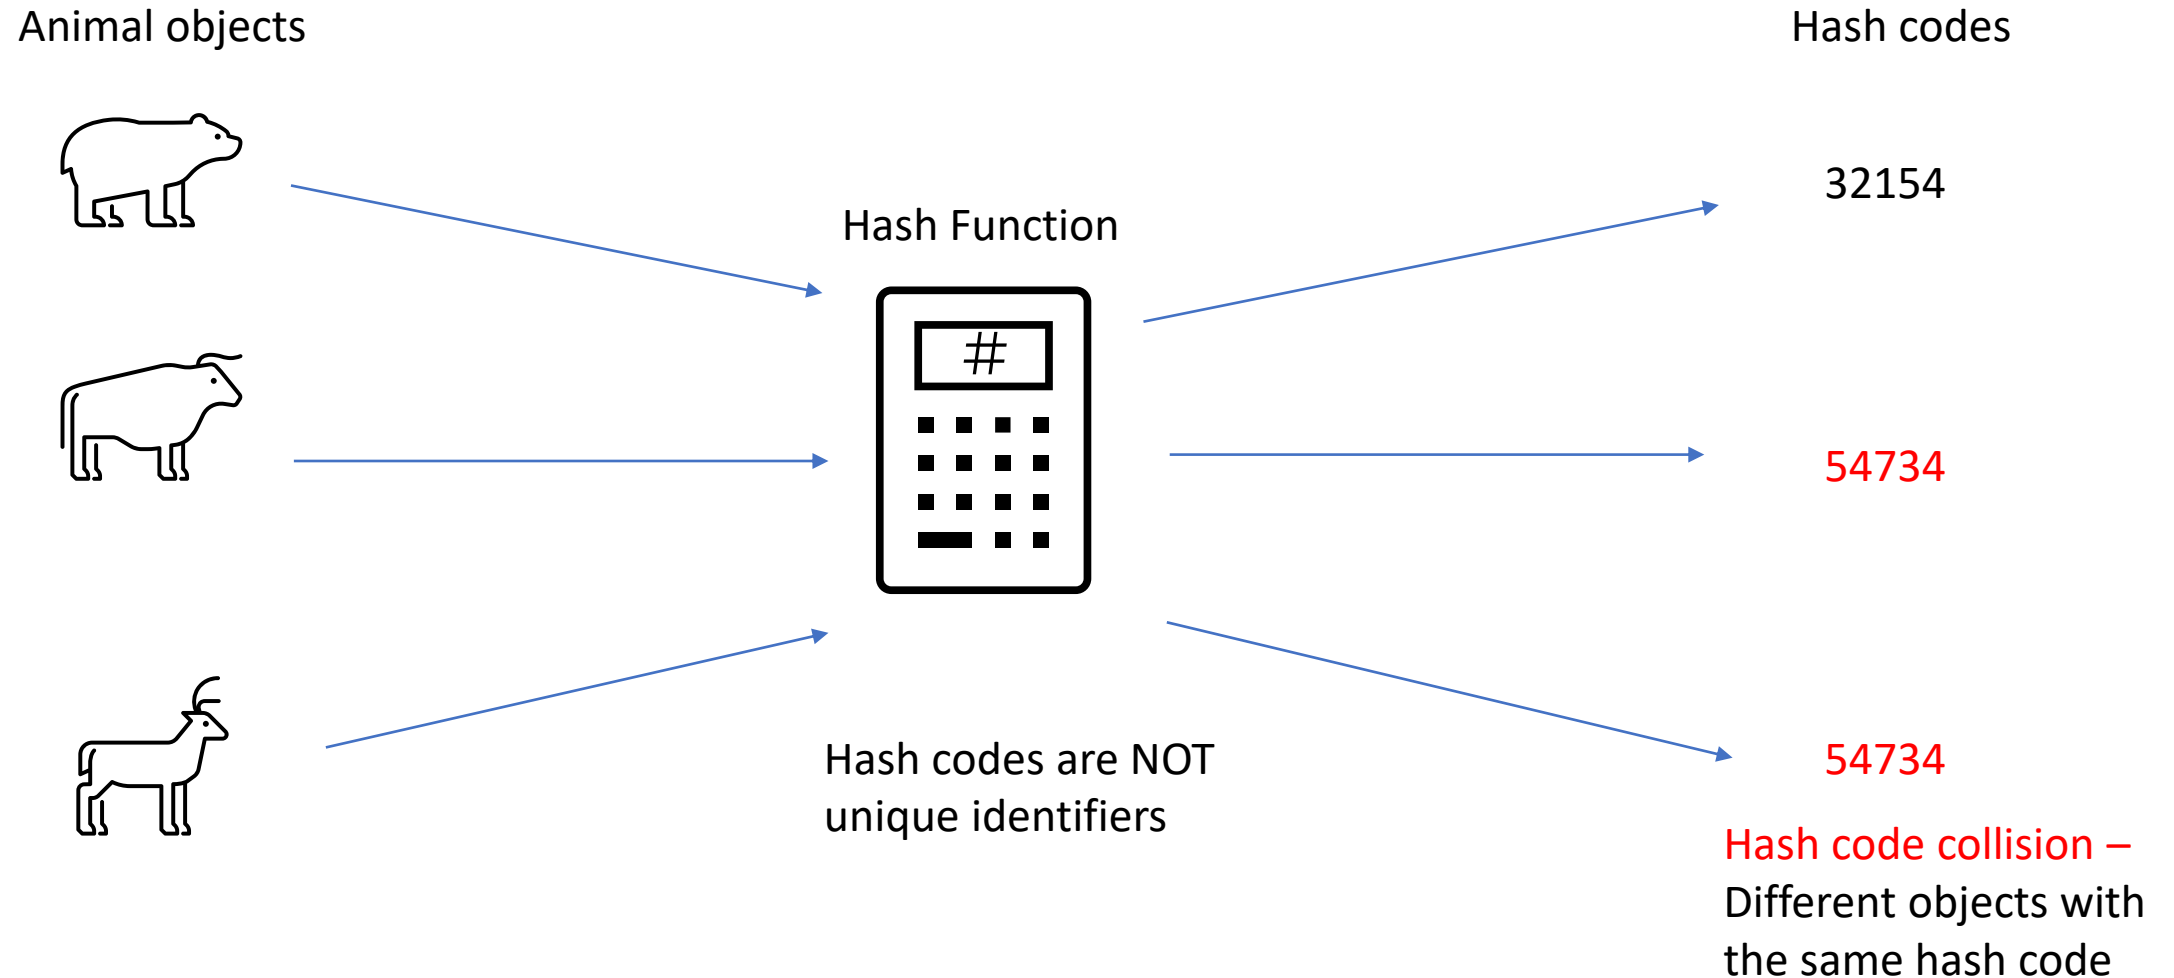 Animal objects
Hash codes
32154
Hash Function
#
54734
Hash codes are NOT
unique identifiers
54734
Hash code collision –
Different objects with
the same hash code